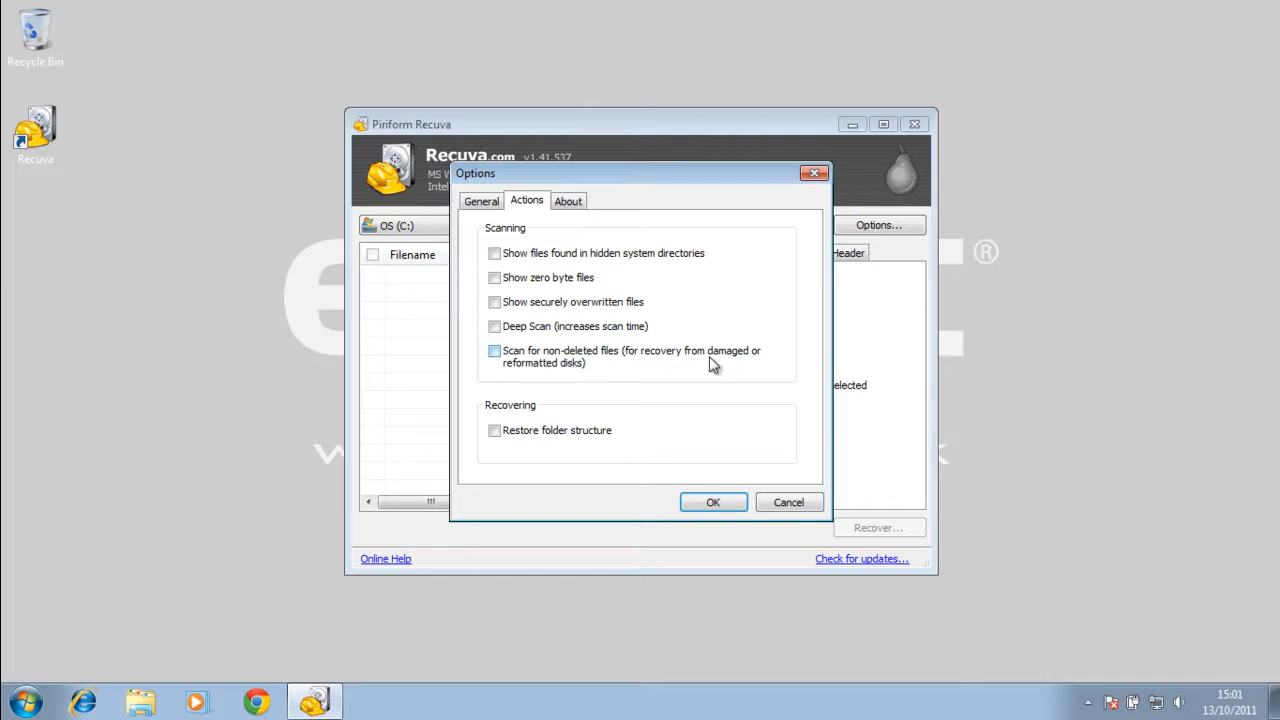 Recycle Bin
Recuva
Piriform Recuva
Recuva.com v1.41.537
MS W
Intel
OS (C:)
Options...
Filename
Header
elected
Recover...
Online Help
Check for updates...
Options
General
Actions
About
Scanning
Show files found in hidden system directories
Show zero byte files
Show securely overwritten files
Deep Scan (increases scan time)
Scan for non-deleted files (for recovery from damaged or
reformatted disks)
Recovering
Restore folder structure
OK
Cancel
15:01
13/10/2011